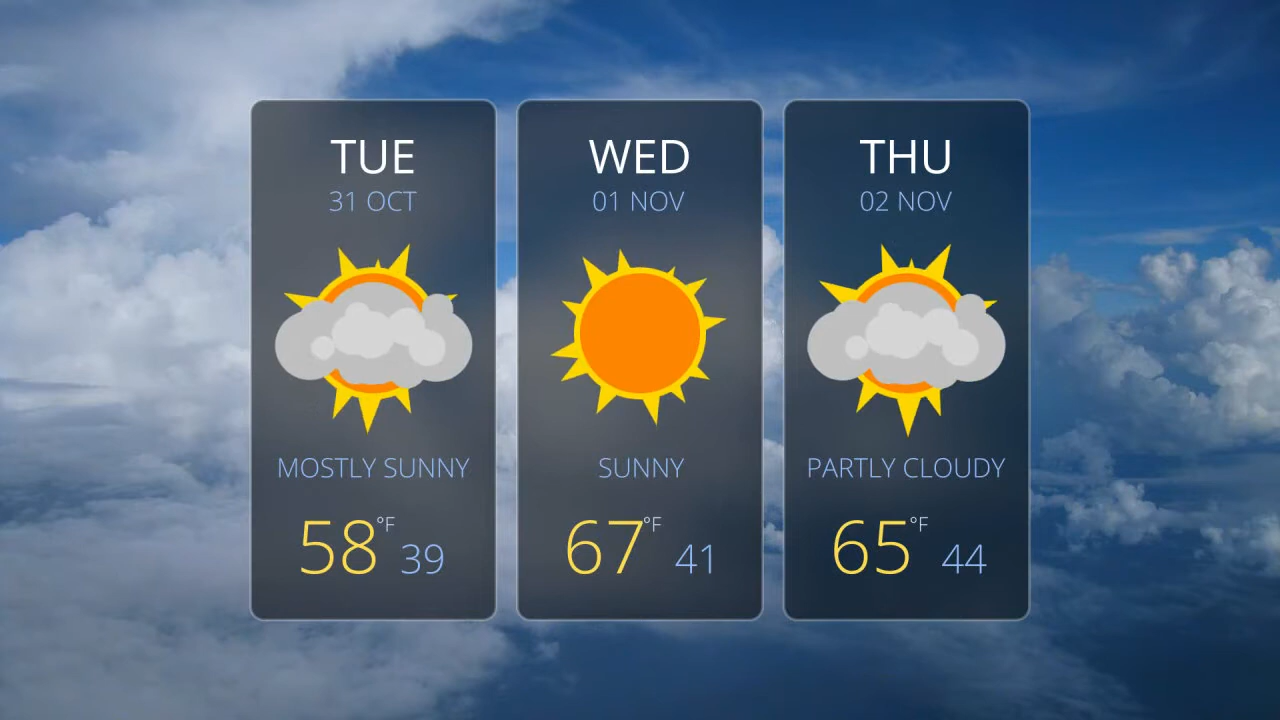 TUE
31 OCT
MOSTLY SUNNY
58°F 39
WED
01 NOV
SUNNY
67°F 41
THU
02 NOV
PARTLY CLOUDY
65°F 44